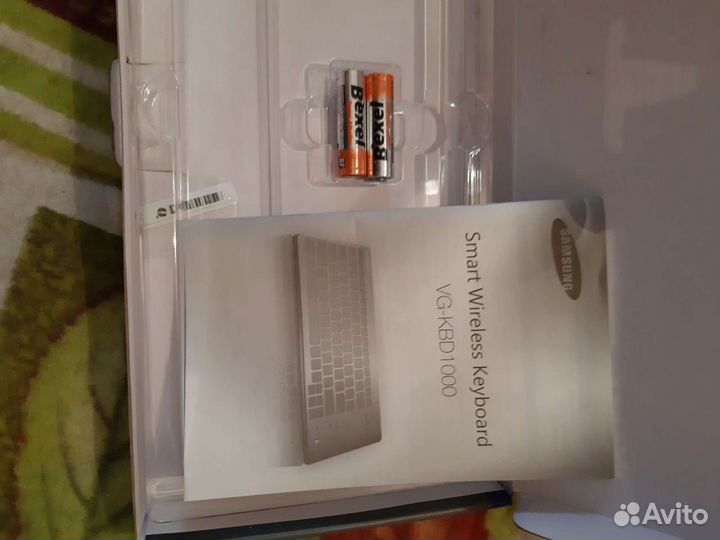 Bexel
Bexel
SAMSUNG
Smart Wireless Keyboard
VG-KBD1000
Avito